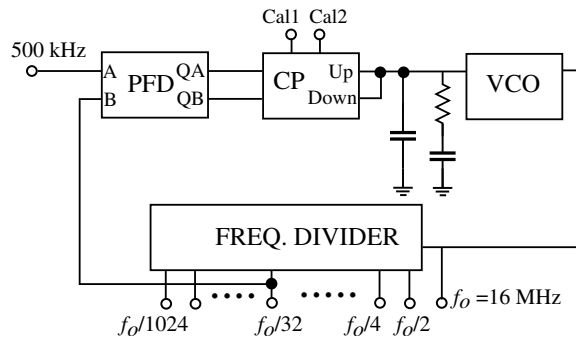 Cal1 Cal2
500 kHz
A QA
PFD
B QB
CP
Up
Down
VCO
FREQ. DIVIDER
fo/1024 ..... fo/32 ..... fo/4 fo/2 fo =16 MHz